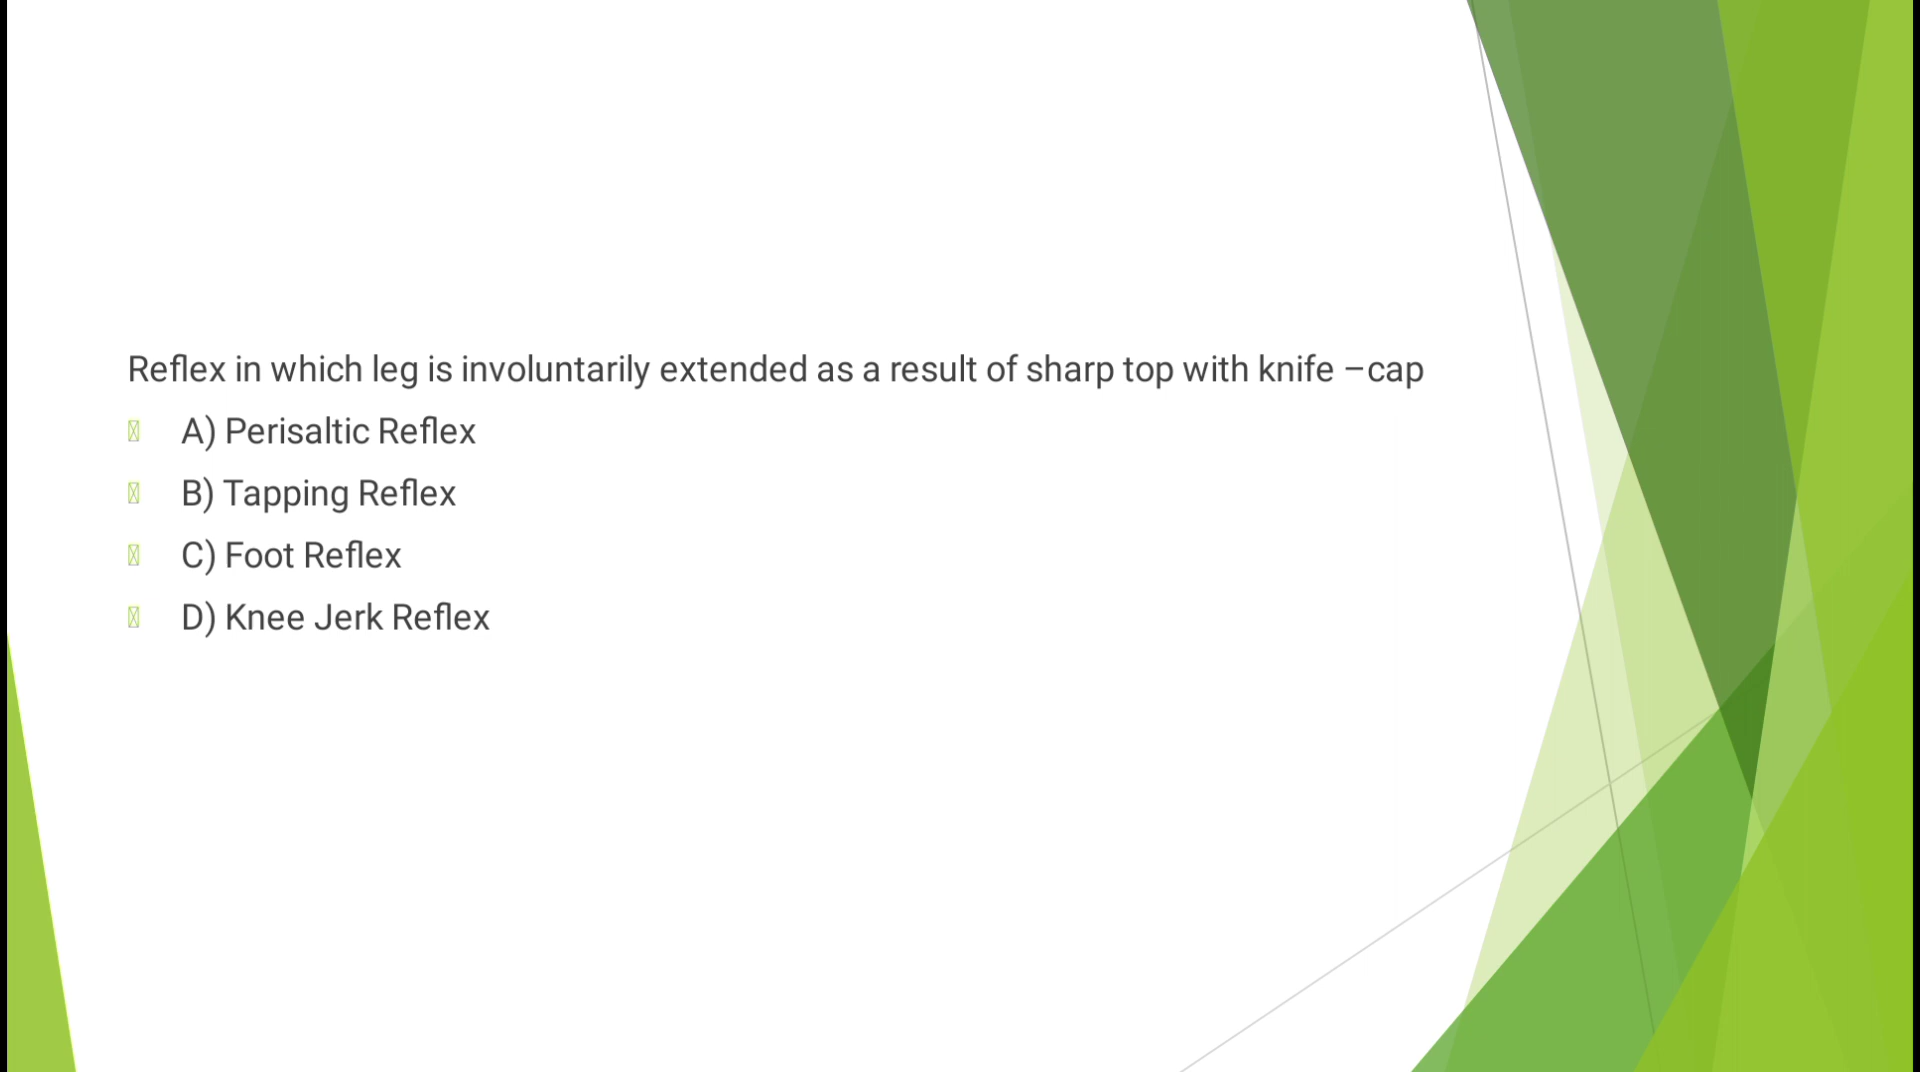 Reflex in which leg is involuntarily extended as a result of sharp top with knife –cap
A) Perisaltic Reflex
B) Tapping Reflex
C) Foot Reflex
D) Knee Jerk Reflex